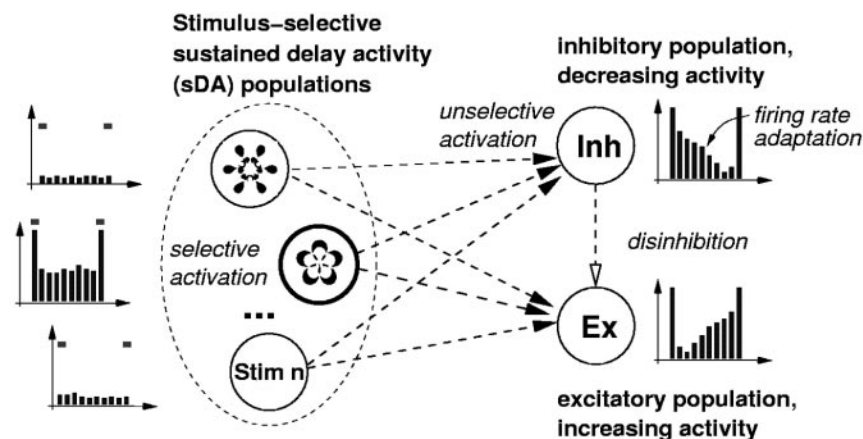 Stimulus–selective
sustained delay activity
(sDA) populations
inhibitory population,
decreasing activity
unselective
activation
Inh
firing rate
adaptation
selective
activation
disinhibition
...
Ex
Stim n
excitatory population,
increasing activity